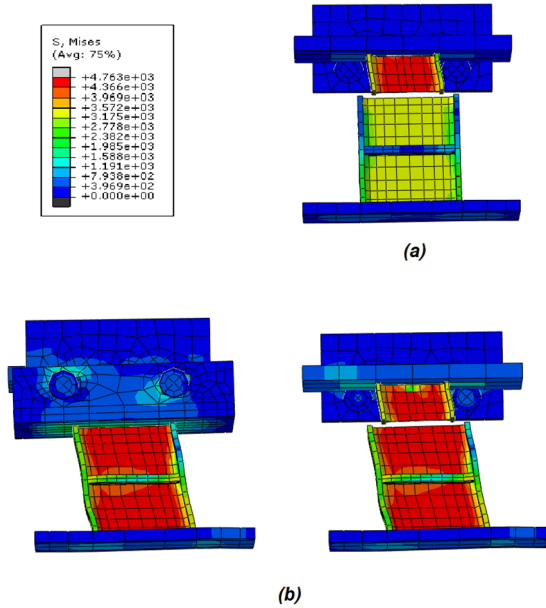 S, Mises
(Avg: 75%)
+4.763e+03
+4.366e+03
+3.969e+03
+3.572e+03
+3.175e+03
+2.778e+03
+2.382e+03
+1.985e+03
+1.588e+03
+1.191e+03
+7.938e+02
+3.969e+02
+0.000e+00
(a)
(b)